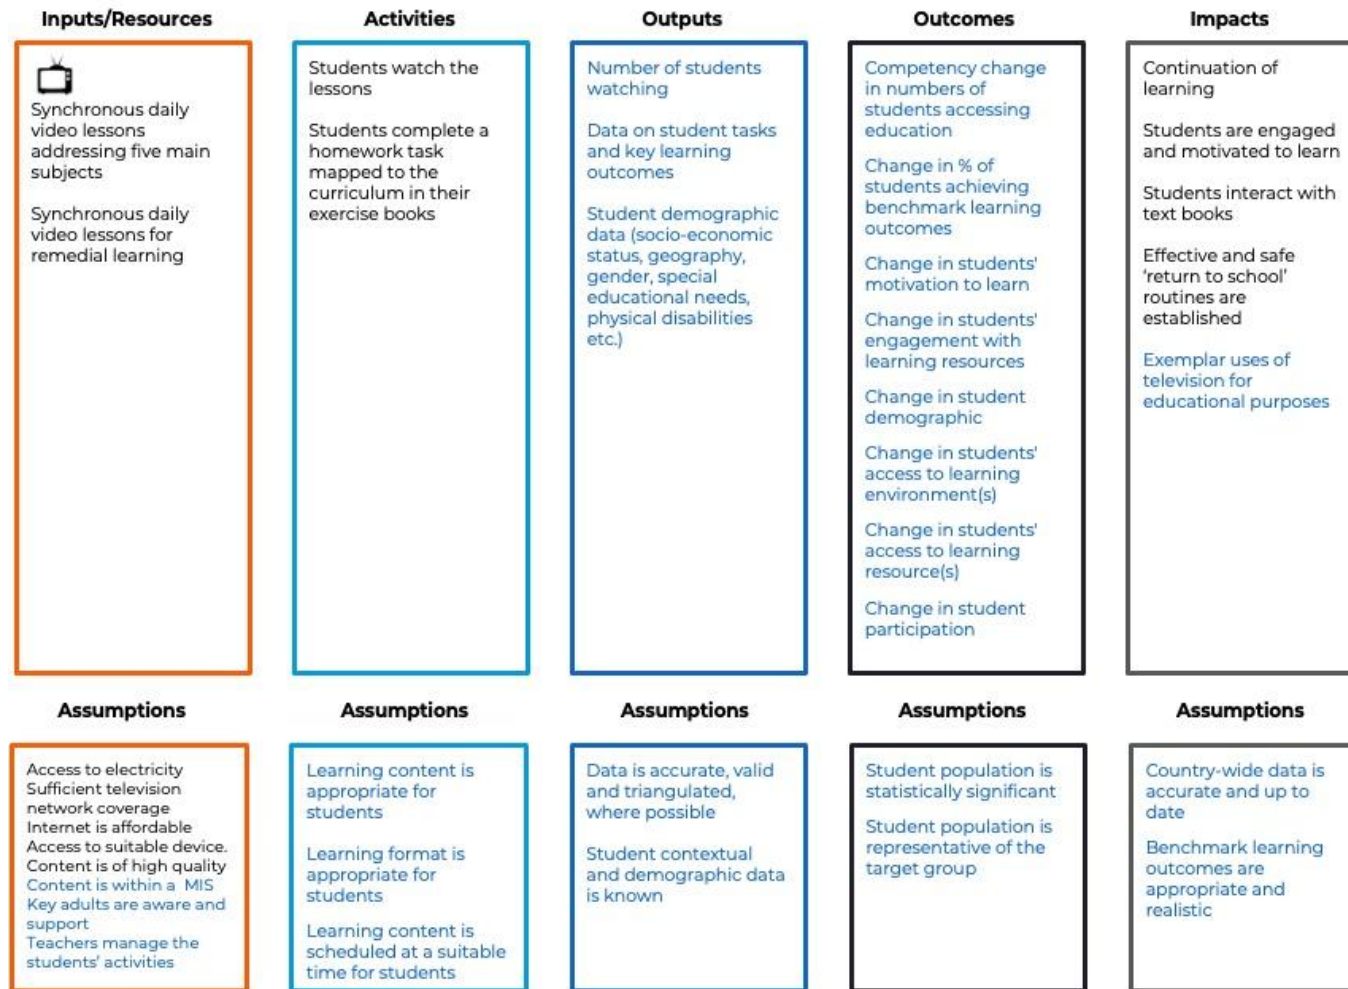 Inputs/Resources
Synchronous daily
video lessons
addressing five main
subjects
Synchronous daily
video lessons for
remedial learning
Activities
Students watch the
lessons
Students complete a
homework task
mapped to the
curriculum in their
exercise books
Outputs
Number of students
watching
Data on student tasks
and key learning
outcomes
Student demographic
data (socio-economic
status, geography,
gender, special
educational needs,
physical disabilities
etc.)
Outcomes
Competency change
in numbers of
students accessing
education
Change in % of
students achieving
benchmark learning
outcomes
Change in students'
motivation to learn
Change in students'
engagement with
learning resources
Change in student
demographic
Change in students'
access to learning
environment(s)
Change in students'
access to learning
resource(s)
Change in student
participation
Impacts
Continuation of
learning
Students are engaged
and motivated to learn
Students interact with
text books
Effective and safe
‘return to school’
routines are
established
Exemplar uses of
television for
educational purposes
Assumptions
Access to electricity
Sufficient television
network coverage
Internet is affordable
Access to suitable device.
Content is of high quality
Content is within a MIS
Key adults are aware and
support
Teachers manage the
students’ activities
Assumptions
Learning content is
appropriate for
students
Learning format is
appropriate for
students
Learning content is
scheduled at a suitable
time for students
Assumptions
Data is accurate, valid
and triangulated,
where possible
Student contextual
and demographic data
is known
Assumptions
Student population is
statistically significant
Student population is
representative of the
target group
Assumptions
Country-wide data is
accurate and up to
date
Benchmark learning
outcomes are
appropriate and
realistic